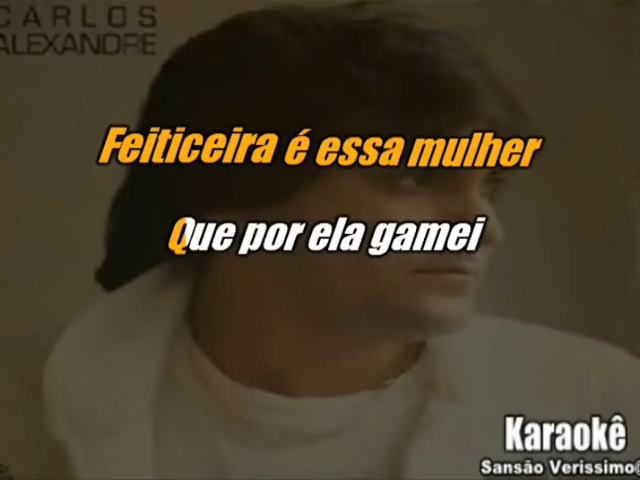 CARLOS
ALEXANDRE
Feiticeira é essa mulher
Que por ela gamei
Karaokê
Sansão Verissimo©